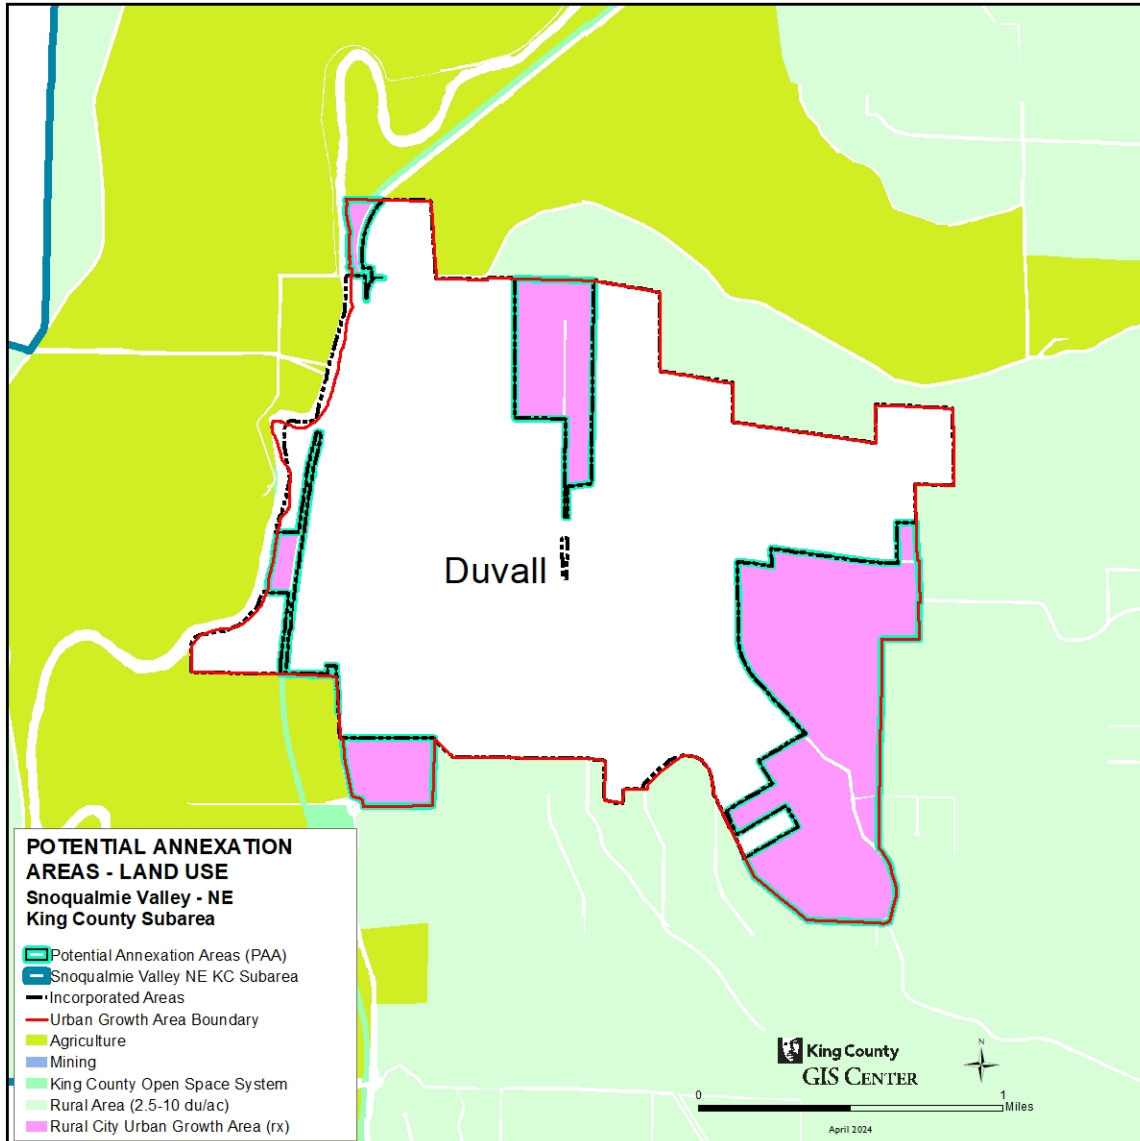 Duvall
POTENTIAL ANNEXATION
AREAS - LAND USE
Snoqualmie Valley - NE
King County Subarea
Potential Annexation Areas (PAA)
Snoqualmie Valley NE KC Subarea
Incorporated Areas
Urban Growth Area Boundary
Agriculture
Mining
King County Open Space System
Rural Area (2.5-10 du/ac)
Rural City Urban Growth Area (rx)
King County
GIS CENTER
N
0 1
Miles
April 2024